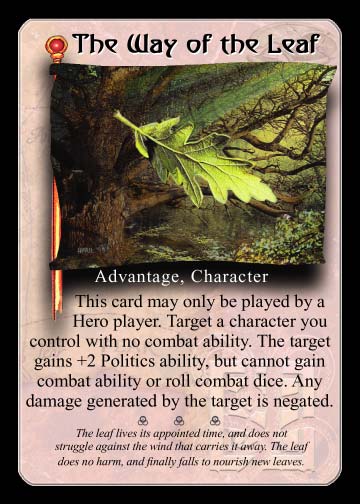 The Way of the Leaf
Advantage, Character
This card may only be played by a
Hero player. Target a character you
control with no combat ability. The target
gains +2 Politics ability, but cannot gain
combat ability or roll combat dice. Any
damage generated by the target is negated.
The leaf lives its appointed time, and does not
struggle against the wind that carries it away. The leaf
does no harm, and finally falls to nourish new leaves.